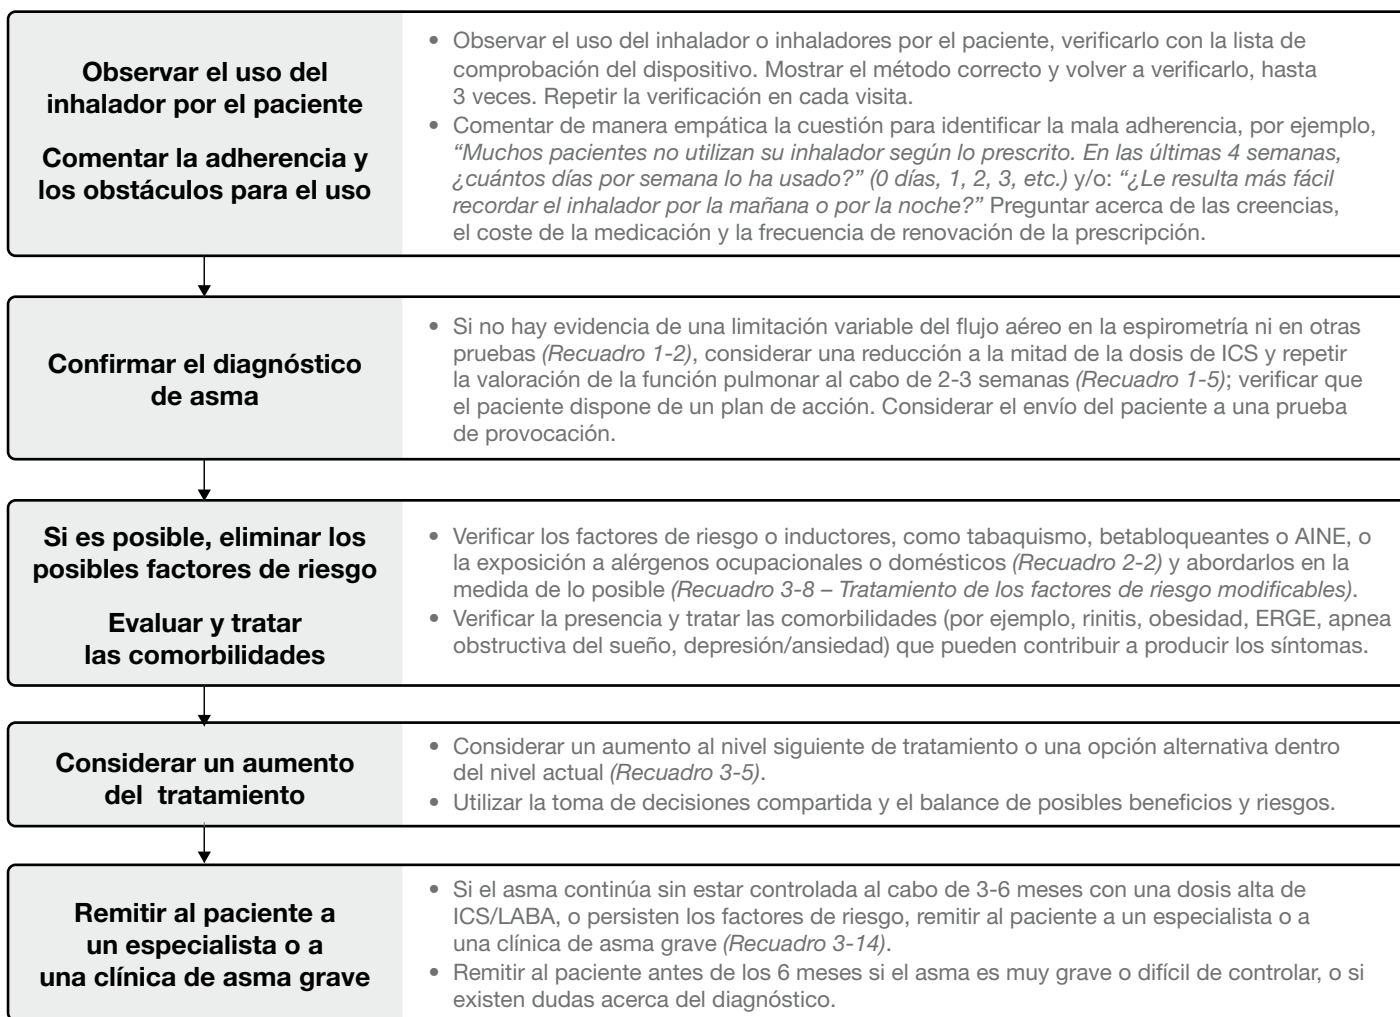 Observar el uso del
inhalador por el paciente
Comentar la adherencia y
los obstáculos para el uso
• Observar el uso del inhalador o inhaladores por el paciente, verificarlo con la lista de
comprobación del dispositivo. Mostrar el método correcto y volver a verificarlo, hasta
3 veces. Repetir la verificación en cada visita.
• Comentar de manera empática la cuestión para identificar la mala adherencia, por ejemplo,
“Muchos pacientes no utilizan su inhalador según lo prescrito. En las últimas 4 semanas,
¿cuántos días por semana lo ha usado?” (0 días, 1, 2, 3, etc.) y/o: “¿Le resulta más fácil
recordar el inhalador por la mañana o por la noche?” Preguntar acerca de las creencias,
el coste de la medicación y la frecuencia de renovación de la prescripción.
Confirmar el diagnóstico
de asma
• Si no hay evidencia de una limitación variable del flujo aéreo en la espirometría ni en otras
pruebas (Recuadro 1-2), considerar una reducción a la mitad de la dosis de ICS y repetir
la valoración de la función pulmonar al cabo de 2-3 semanas (Recuadro 1-5); verificar que
el paciente dispone de un plan de acción. Considerar el envío del paciente a una prueba
de provocación.
Si es posible, eliminar los
posibles factores de riesgo
Evaluar y tratar
las comorbilidades
• Verificar los factores de riesgo o inductores, como tabaquismo, betabloqueantes o AINE, o
la exposición a alérgenos ocupacionales o domésticos (Recuadro 2-2) y abordarlos en la
medida de lo posible (Recuadro 3-8 – Tratamiento de los factores de riesgo modificables).
• Verificar la presencia y tratar las comorbilidades (por ejemplo, rinitis, obesidad, ERGE, apnea
obstructiva del sueño, depresión/ansiedad) que pueden contribuir a producir los síntomas.
Considerar un aumento
del tratamiento
• Considerar un aumento al nivel siguiente de tratamiento o una opción alternativa dentro
del nivel actual (Recuadro 3-5).
• Utilizar la toma de decisiones compartida y el balance de posibles beneficios y riesgos.
Remitir al paciente a
un especialista o a
una clínica de asma grave
• Si el asma continúa sin estar controlada al cabo de 3-6 meses con una dosis alta de
ICS/LABA, o persisten los factores de riesgo, remitir al paciente a un especialista o a
una clínica de asma grave (Recuadro 3-14).
• Remitir al paciente antes de los 6 meses si el asma es muy grave o difícil de controlar, o si
existen dudas acerca del diagnóstico.